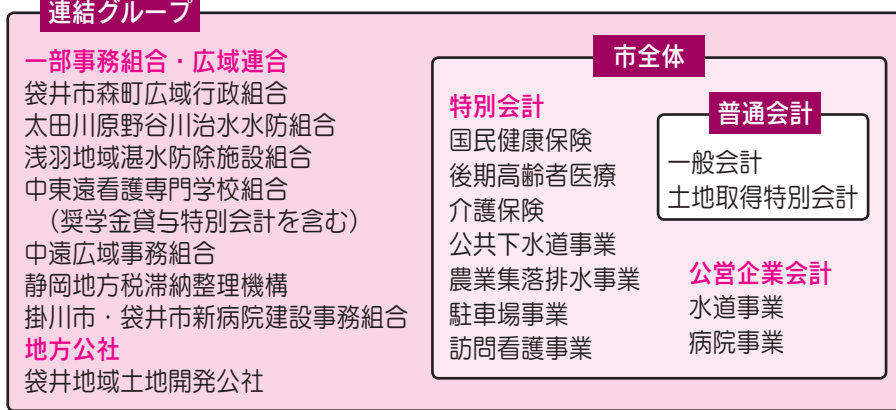 連結グループ
一部事務組合・広域連合
袋井市森町広域行政組合
太田川原野谷川治水水防組合
浅羽地域湛水防除施設組合
中東遠看護専門学校組合
（奨学金貸与特別会計を含む）
中遠広域事務組合
静岡地方税滞納整理機構
掛川市・袋井市新病院建設事務組合
地方公社
袋井地域土地開発公社
市全体
特別会計
国民健康保険
後期高齢者医療
介護保険
公共下水道事業
農業集落排水事業
駐車場事業
訪問看護事業
普通会計
一般会計
土地取得特別会計
公営企業会計
水道事業
病院事業